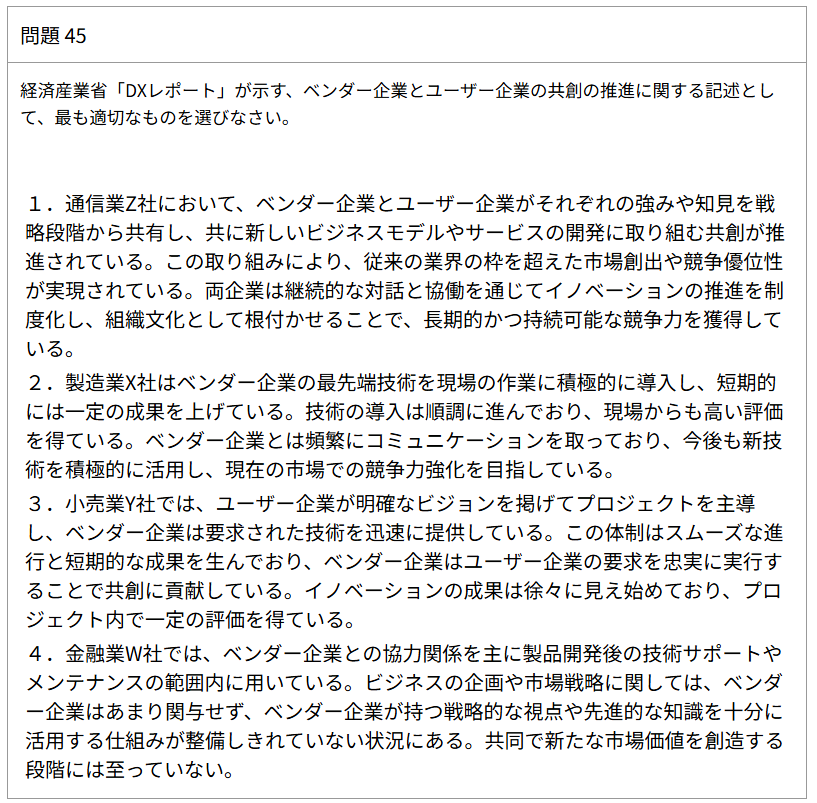 問題 45
経済産業省「DXレポート」が示す、ベンダー企業とユーザー企業の共創の推進に関する記述とし
て、最も適切なものを選びなさい。
１．通信業Z社において、ベンダー企業とユーザー企業がそれぞれの強みや知見を戦
略段階から共有し、共に新しいビジネスモデルやサービスの開発に取り組む共創が推
進されている。この取り組みにより、従来の業界の枠を超えた市場創出や競争優位性
が実現されている。両企業は継続的な対話と協働を通じてイノベーションの推進を制
度化し、組織文化として根付かせることで、長期的かつ持続可能な競争力を獲得して
いる。
２．製造業X社はベンダー企業の最先端技術を現場の作業に積極的に導入し、短期的
には一定の成果を上げている。技術の導入は順調に進んでおり、現場からも高い評価
を得ている。ベンダー企業とは頻繁にコミュニケーションを取っており、今後も新技
術を積極的に活用し、現在の市場での競争力強化を目指している。
３．小売業Y社では、ユーザー企業が明確なビジョンを掲げてプロジェクトを主導
し、ベンダー企業は要求された技術を迅速に提供している。この体制はスムーズな進
行と短期的な成果を生んでおり、ベンダー企業はユーザー企業の要求を忠実に実行す
ることで共創に貢献している。イノベーションの成果は徐々に見え始めており、プロ
ジェクト内で一定の評価を得ている。
４．金融業W社では、ベンダー企業との協力関係を主に製品開発後の技術サポートや
メンテナンスの範囲内に用いている。ビジネスの企画や市場戦略に関しては、ベンダ
ー企業はあまり関与せず、ベンダー企業が持つ戦略的な視点や先進的な知識を十分に
活用する仕組みが整備しきれていない状況にある。共同で新たな市場価値を創造する
段階には至っていない。